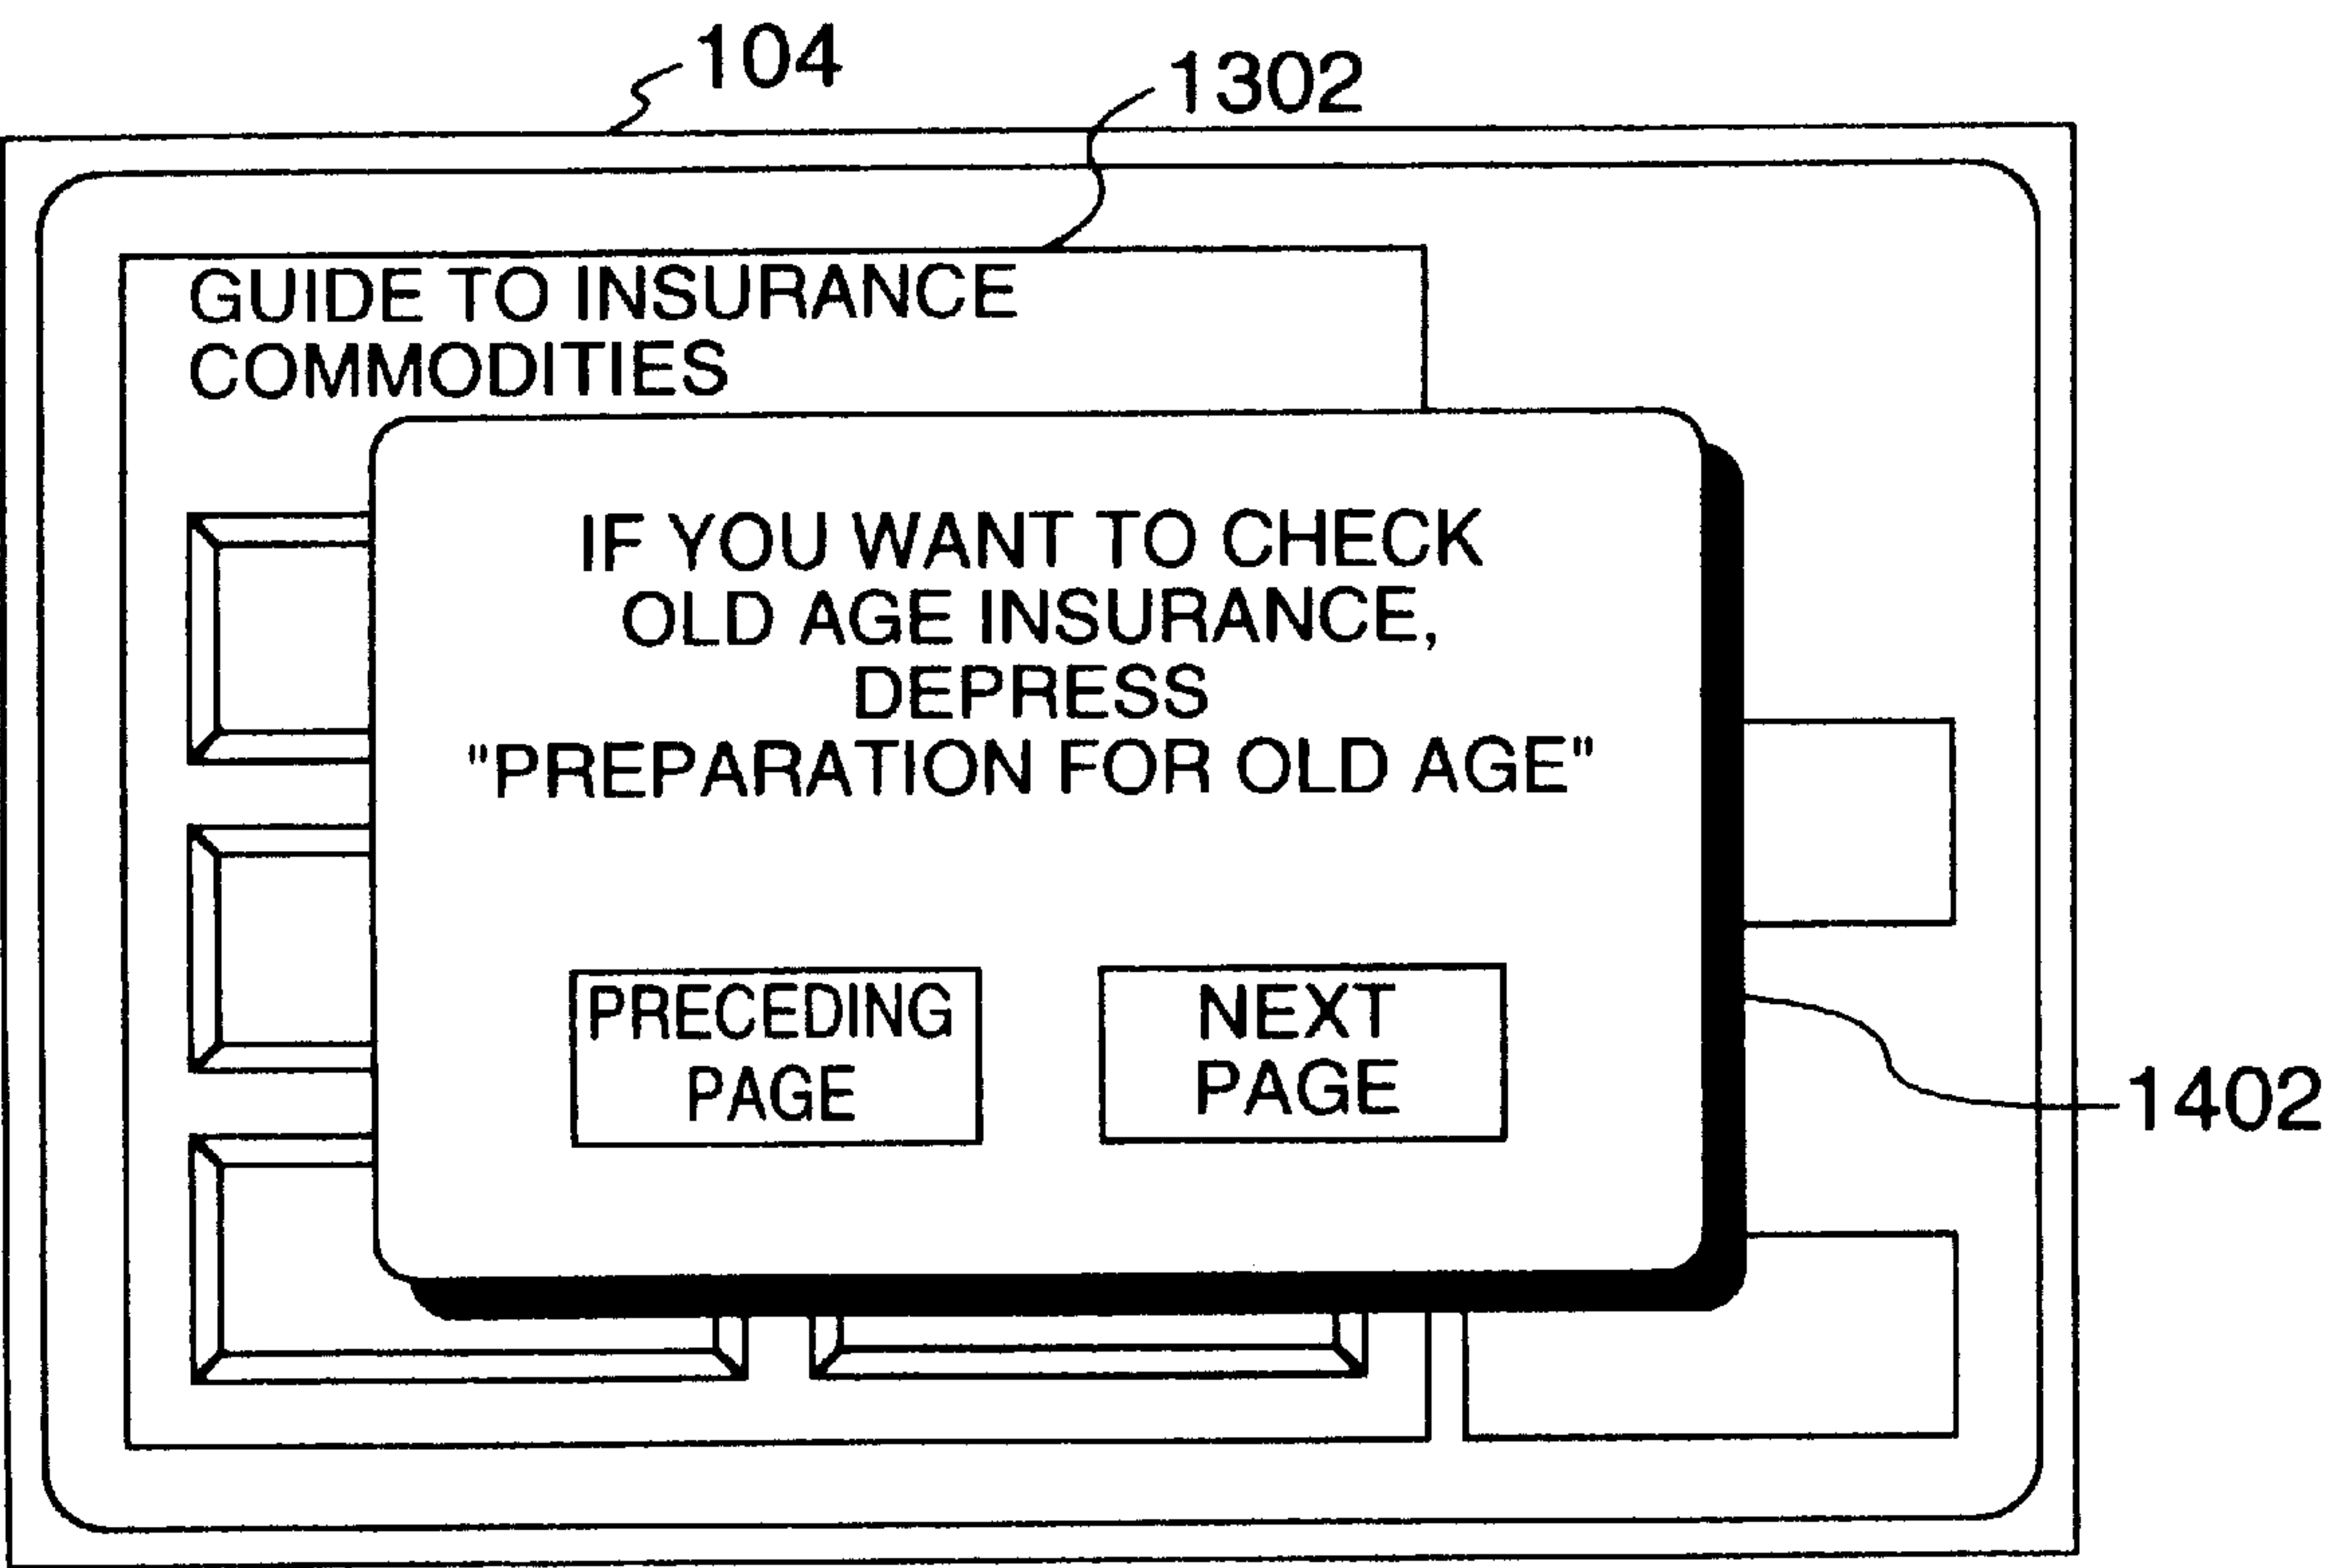 104
1302
GUIDE TO INSURANCE
COMMODITIES
IF YOU WANT TO CHECK
OLD AGE INSURANCE,
DEPRESS
"PREPARATION FOR OLD AGE"
PRECEDING
PAGE
NEXT
PAGE
1402